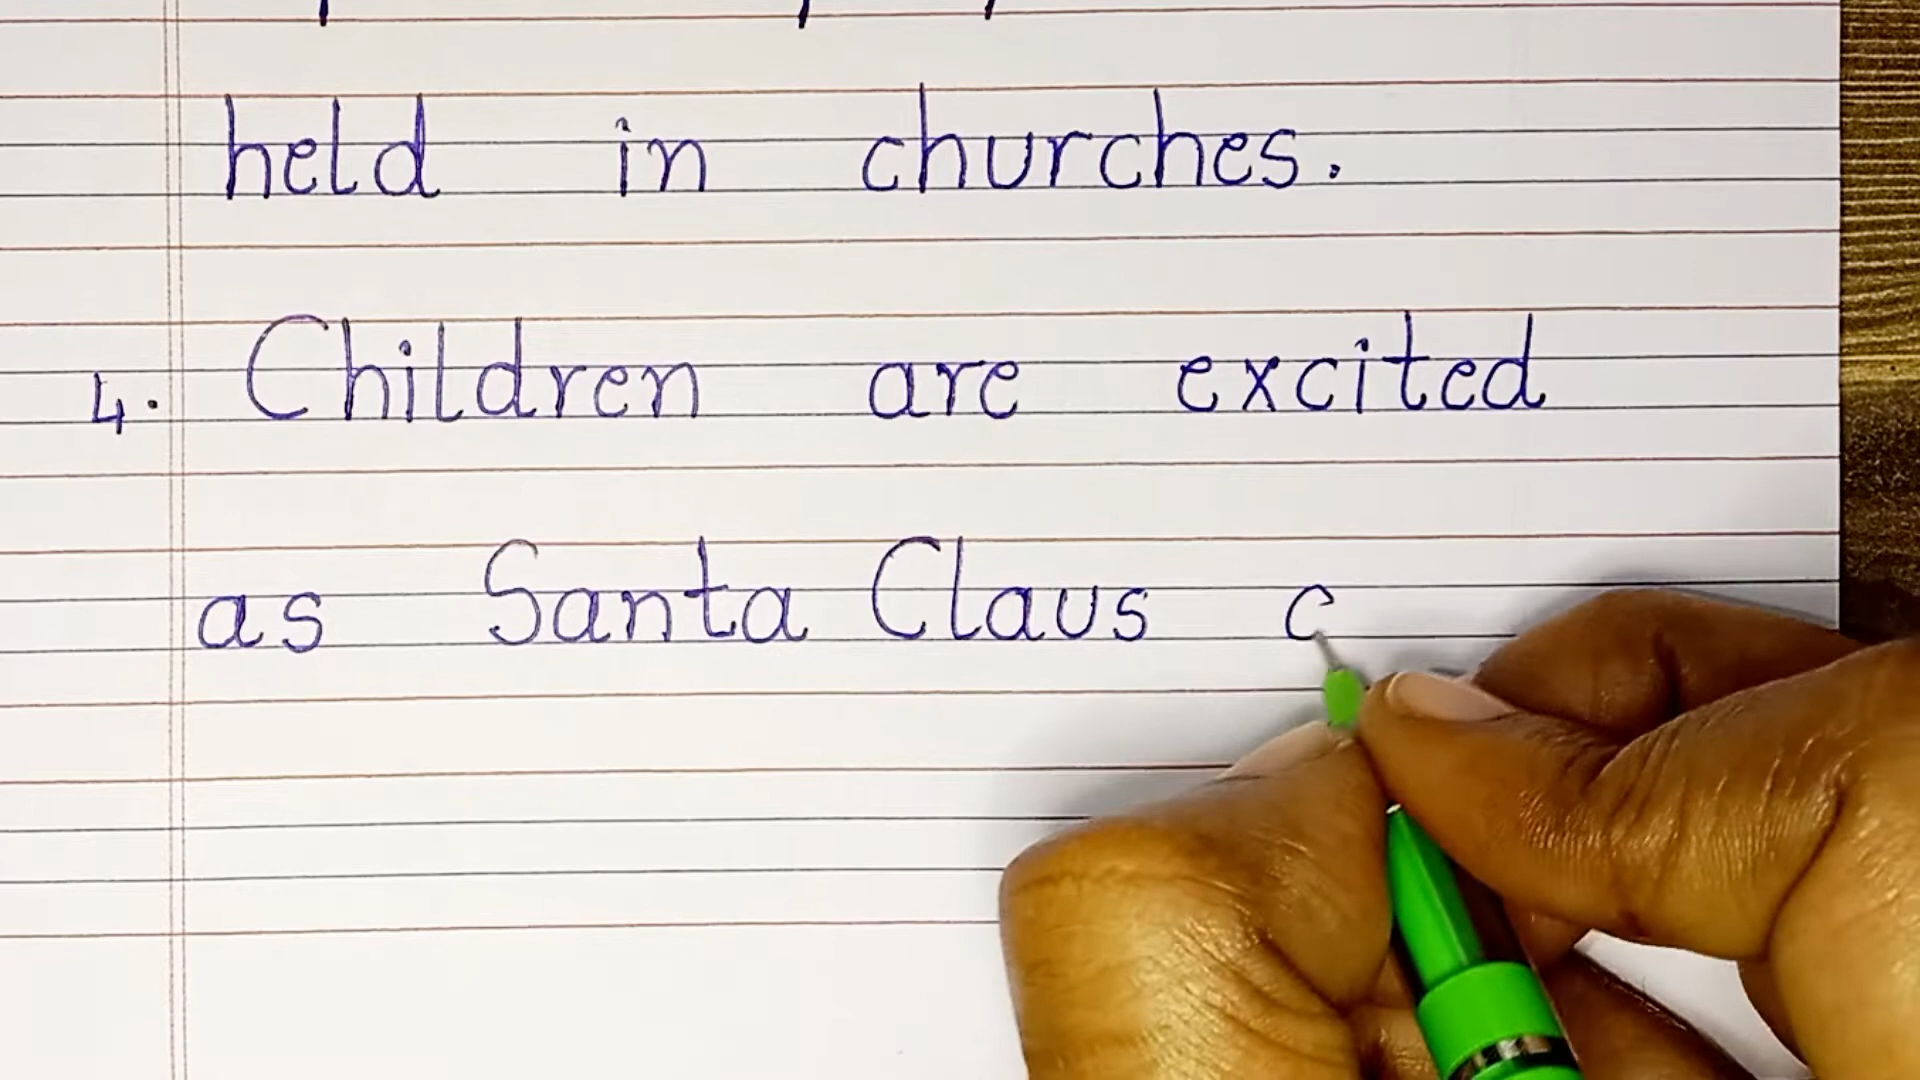 held in churches.
4. Children are excited
as Santa Claus c